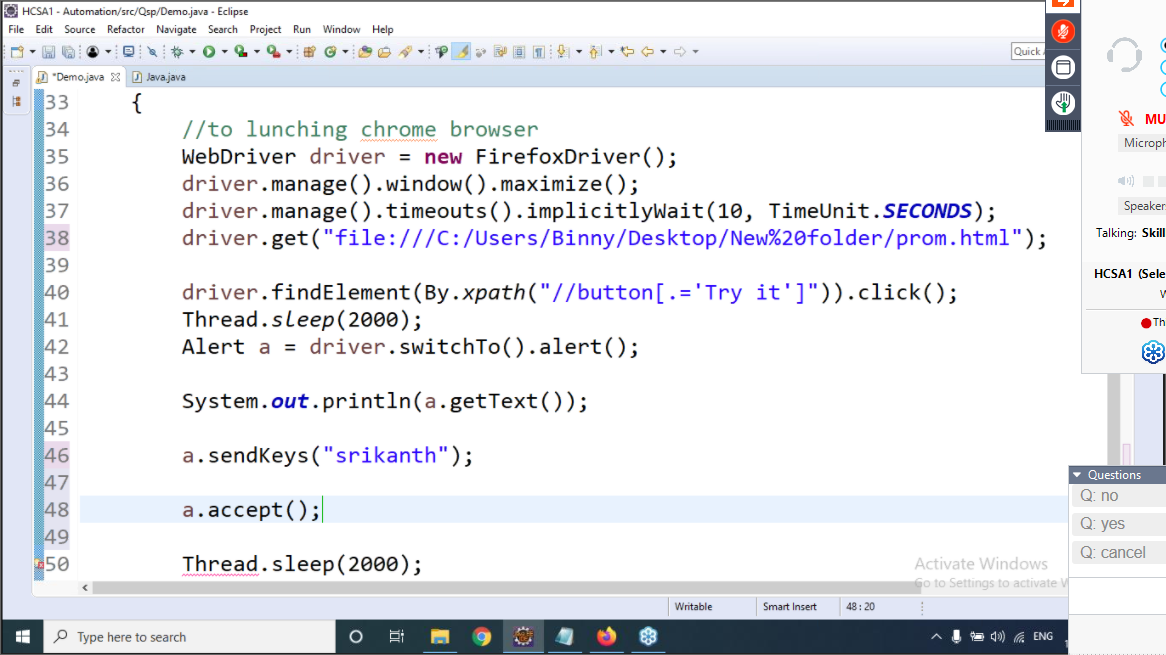 HCSA1 - Automation/src/Qsp/Demo.java - Eclipse
File Edit Source Refactor Navigate Search Project Run Window Help
Quick
*Demo.java Java.java
33 {
34 //to lunching chrome browser
35 WebDriver driver = new FirefoxDriver();
36 driver.manage().window().maximize();
37 driver.manage().timeouts().implicitlyWait(10, TimeUnit.SECONDS);
38 driver.get("file:///C:/Users/Binny/Desktop/New%20folder/prom.html");
39
40 driver.findElement(By.xpath("//button[.='Try it']")).click();
41 Thread.sleep(2000);
42 Alert a = driver.switchTo().alert();
43
44 System.out.println(a.getText());
45
46 a.sendKeys("srikanth");
47
48 a.accept();
49
50 Thread.sleep(2000);
MU
Microph
Speakers
Talking: Skill
HCSA1 (Sele
W
Th
Questions
Q: no
Q: yes
Q: cancel
Activate Windows
Go to Settings to activate W
Writable Smart Insert 48 : 20
Type here to search
ENG